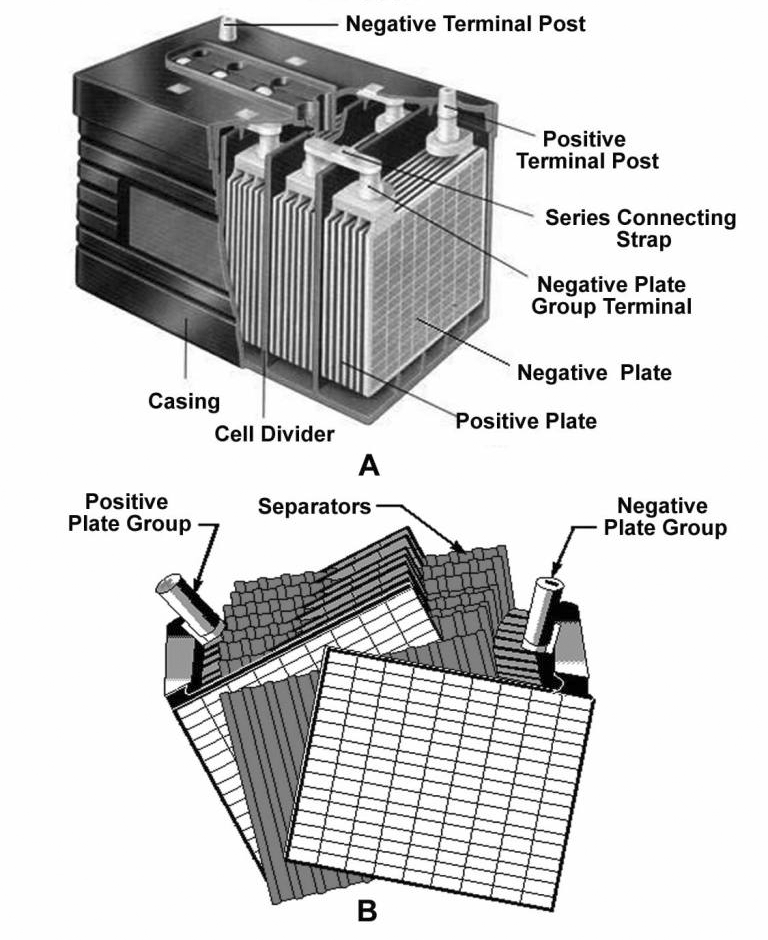 Negative Terminal Post
Positive
Terminal Post
Series Connecting
Strap
Negative Plate
Group Terminal
Negative Plate
Positive Plate
Casing
Cell Divider
A
Positive
Plate Group
Separators
Negative
Plate Group
B